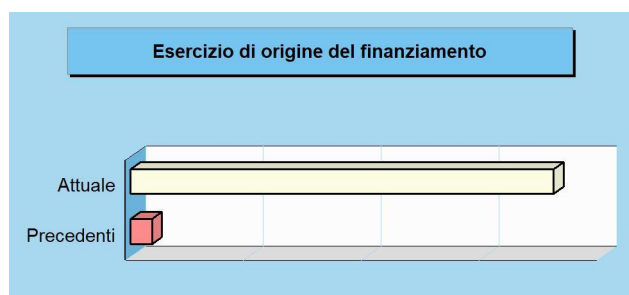 Esercizio di origine del finanziamento
Attuale
Precedenti